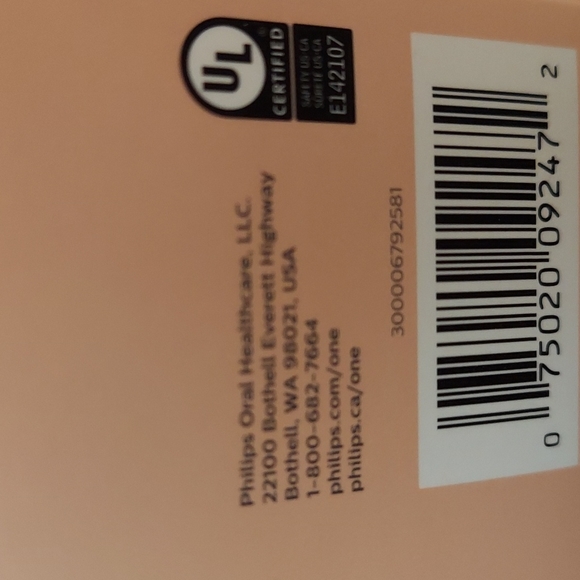 UL
CERTIFIED
SAFETY US-CA
SÛRETÉ US-CA
E142107
Philips Oral Healthcare, LLC.
22100 Bothell Everett Highway
Bothell, WA 98021, USA
1-800-682-7664
philips.com/one
philips.ca/one
300006792581
0 75020 09247 2